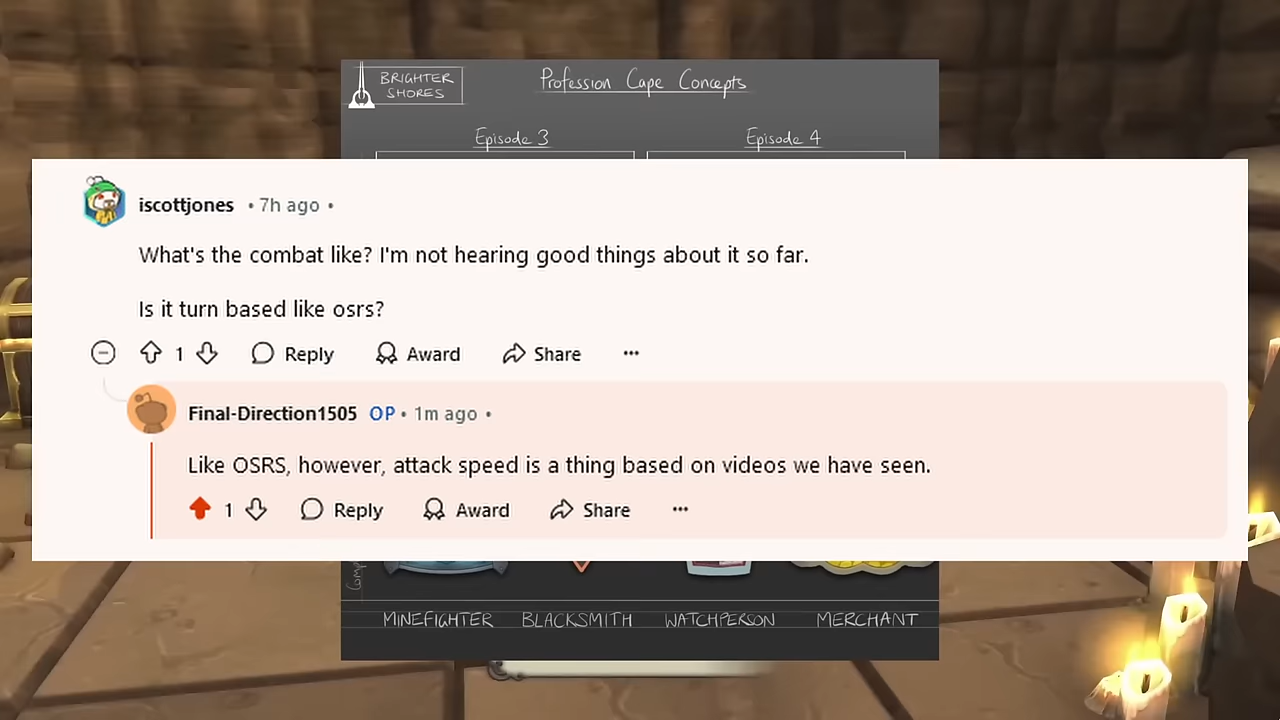 BRIGHTER
SHORES
Profession Cape Concepts
Episode 3
Episode 4
iscottjones • 7h ago •
What's the combat like? I'm not hearing good things about it so far.
Is it turn based like osrs?
1 Reply Award Share ...
Final-Direction1505 OP • 1m ago •
Like OSRS, however, attack speed is a thing based on videos we have seen.
1 Reply Award Share ...
MINEFIGHTER BLACKSMITH WATCHPERSON MERCHANT